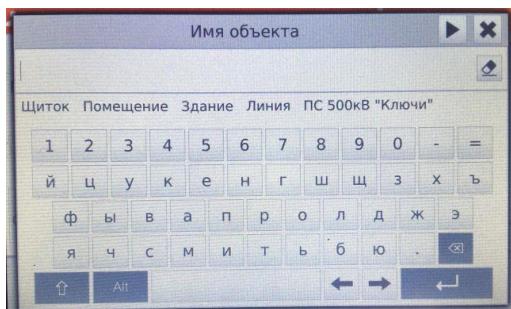 Имя объекта
Щиток Помещение Здание Линия ПС 500кВ "Ключи"
1 2 3 4 5 6 7 8 9 0 - =
й ц у к е н г ш щ з х ъ
ф ы в а п р о л д ж э
я ч с м и т ь б ю .
Alt